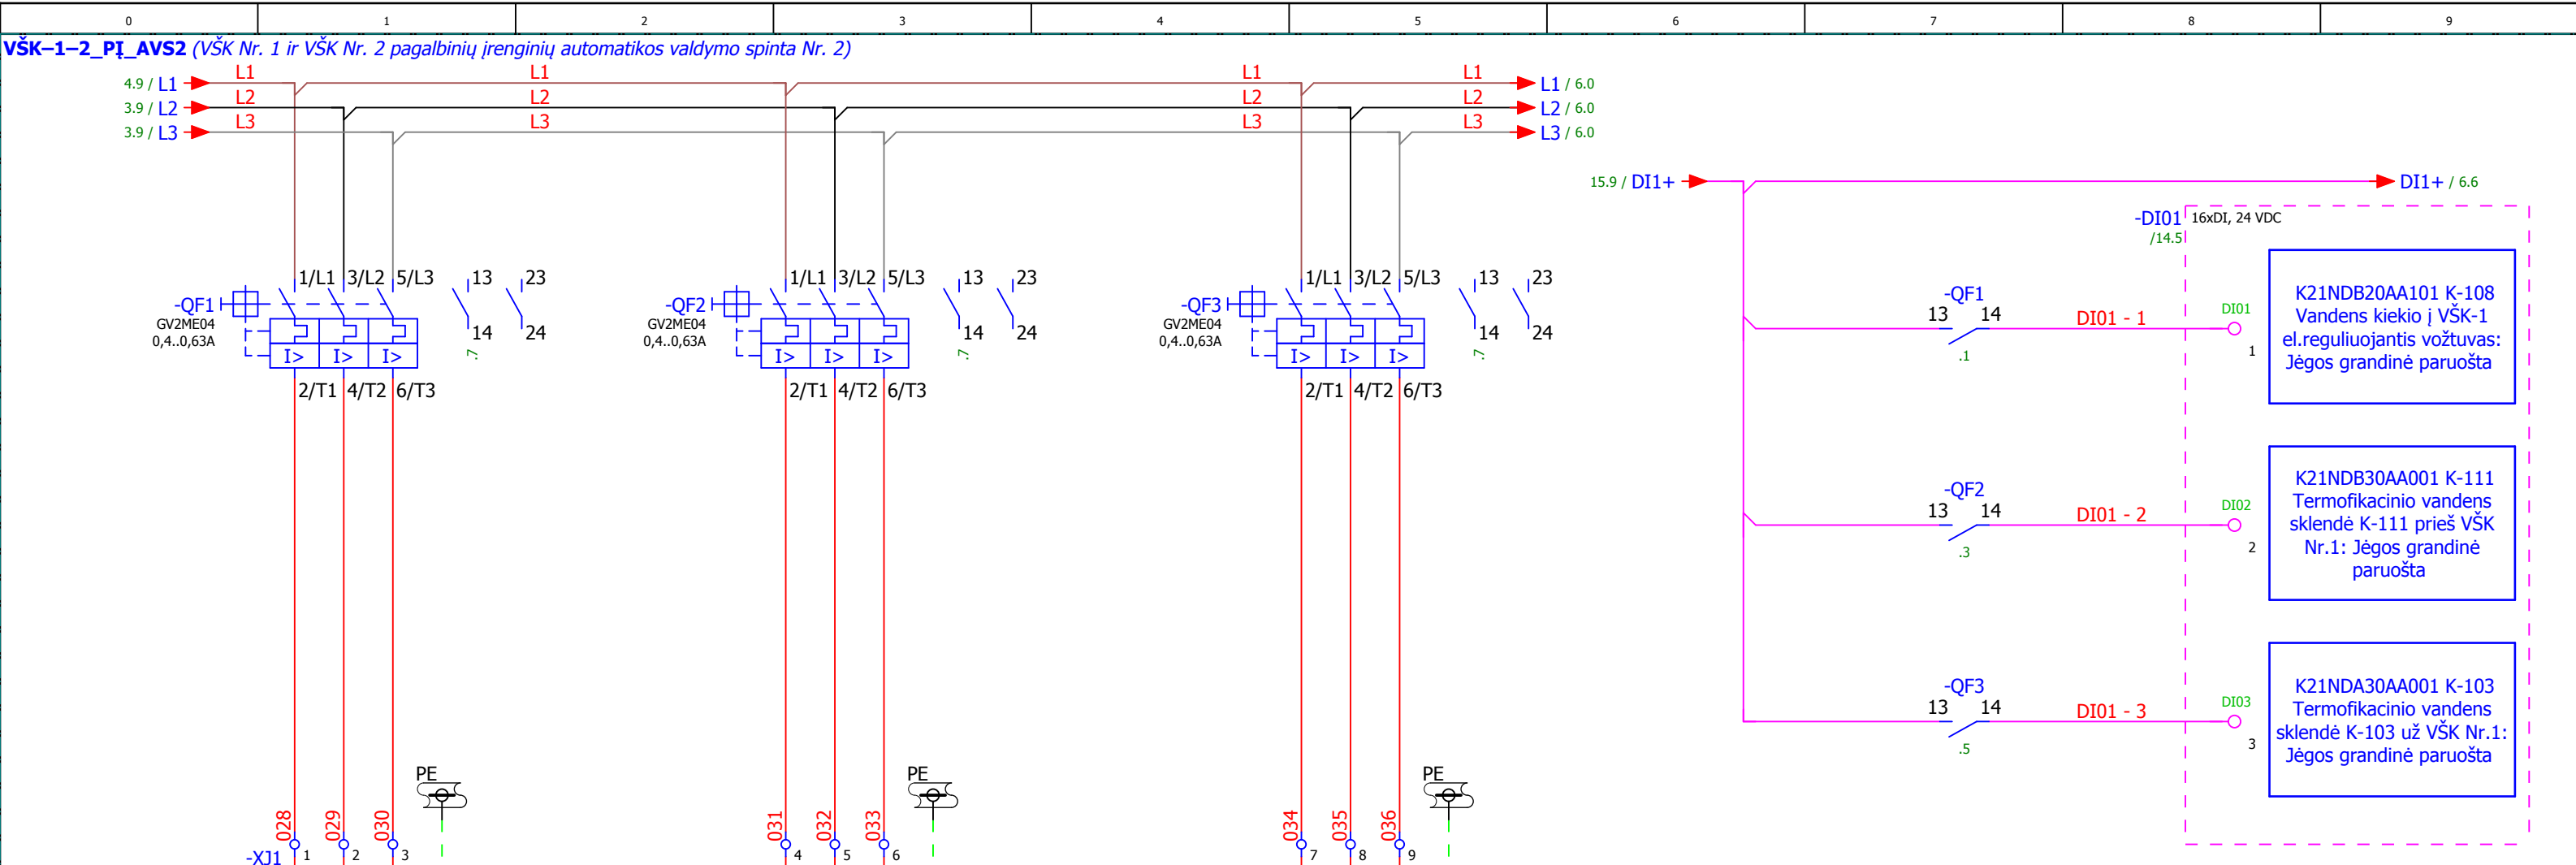 0 1 2 3 4 5 6 7 8 9
VŠK–1–2_PĮ_AVS2 (VŠK Nr. 1 ir VŠK Nr. 2 pagalbinių įrenginių automatikos valdymo spinta Nr. 2)
4.9 / L1 L1 L1 L1 L1 L1 / 6.0
3.9 / L2 L2 L2 L2 L2 L2 / 6.0
3.9 / L3 L3 L3 L3 L3 L3 / 6.0
15.9 / DI1+ DI1+ / 6.6
-DI01 16xDI, 24 VDC
/14.5
1/L1 3/L2 5/L3 13 23
-QF1
GV2ME04
0,4..0,63A
14 24
.7
I> I> I>
2/T1 4/T2 6/T3
1/L1 3/L2 5/L3 13 23
-QF2
GV2ME04
0,4..0,63A
14 24
.7
I> I> I>
2/T1 4/T2 6/T3
1/L1 3/L2 5/L3 13 23
-QF3
GV2ME04
0,4..0,63A
14 24
.7
I> I> I>
2/T1 4/T2 6/T3
-QF1
13 14
.1
DI01 - 1
DI01
1
K21NDB20AA101 K-108
Vandens kiekio į VŠK-1
el.reguliuojantis vožtuvas:
Jėgos grandinė paruošta
-QF2
13 14
.3
DI01 - 2
DI02
2
K21NDB30AA001 K-111
Termofikacinio vandens
sklendė K-111 prieš VŠK
Nr.1: Jėgos grandinė
paruošta
-QF3
13 14
.5
DI01 - 3
DI03
3
K21NDA30AA001 K-103
Termofikacinio vandens
sklendė K-103 už VŠK Nr.1:
Jėgos grandinė paruošta
PE PE PE
028 029 030 031 032 033 034 035 036
-XJ1 1 2 3 4 5 6 7 8 9